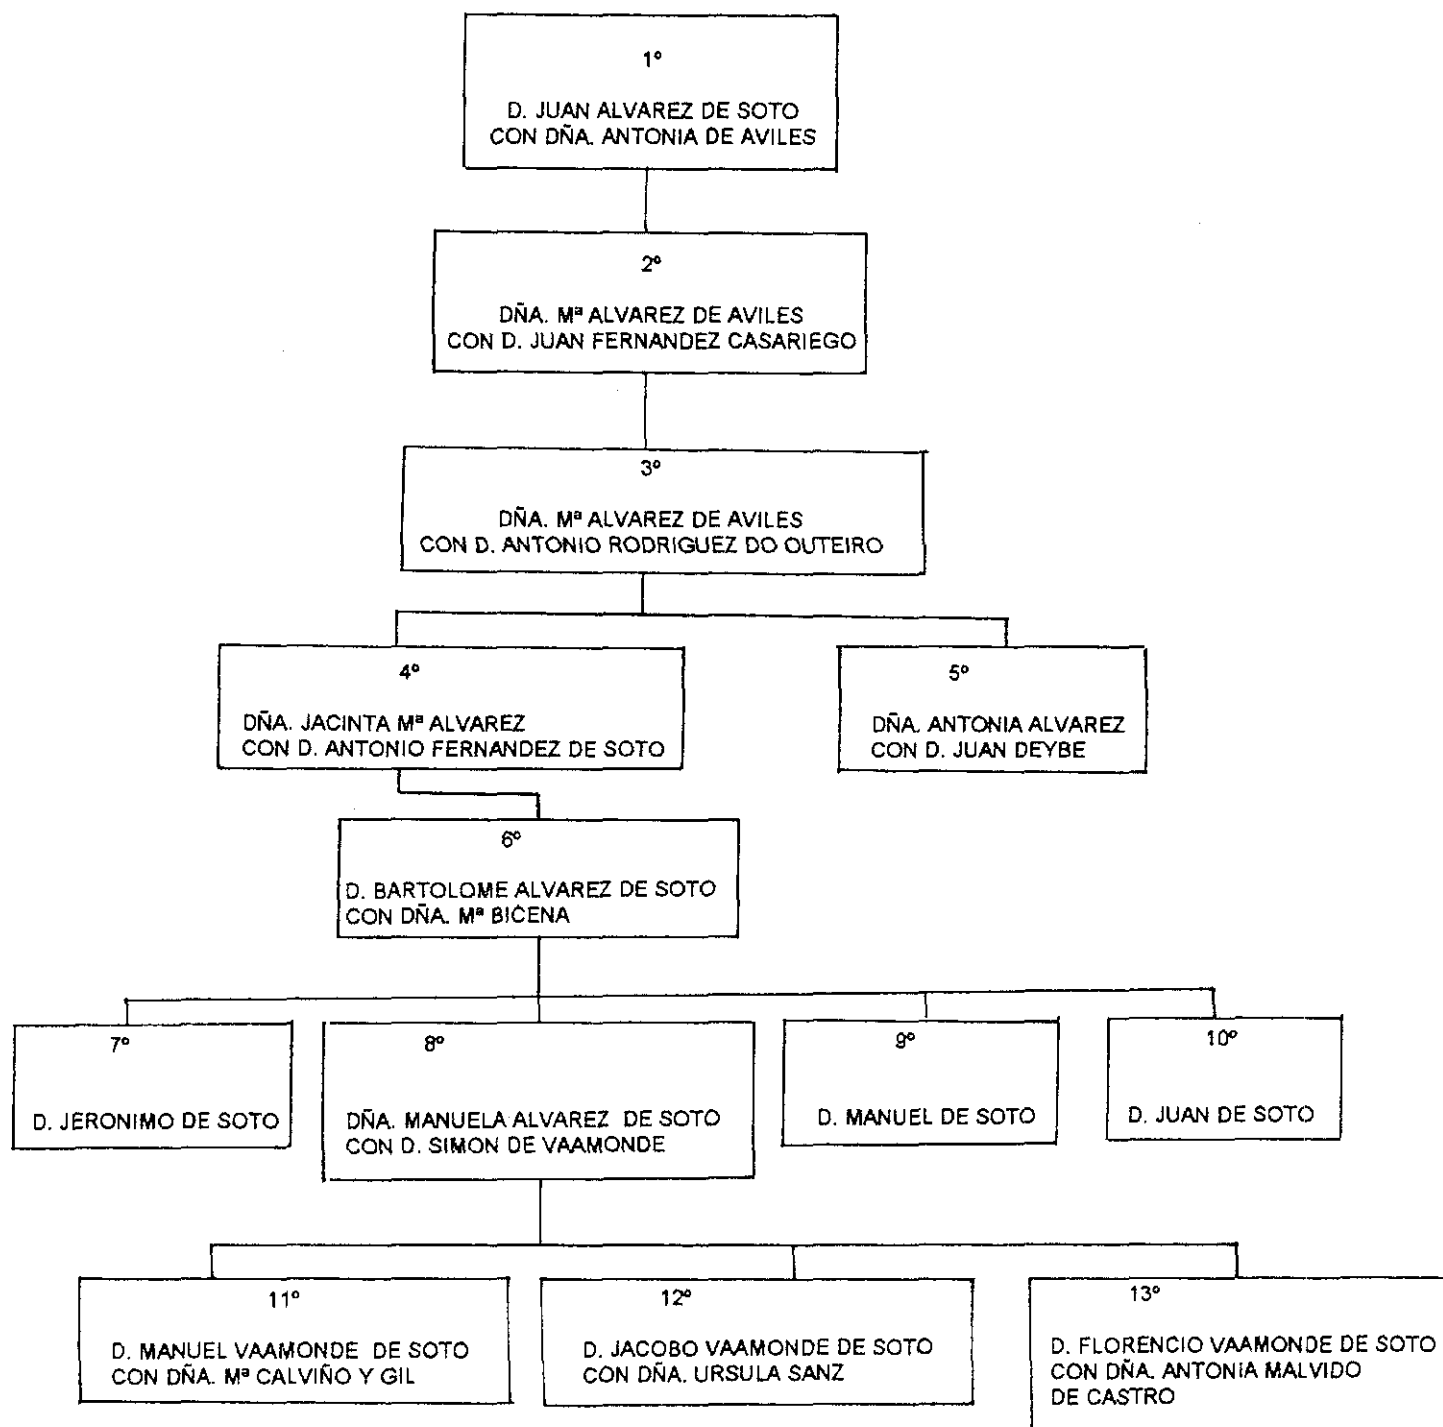 1º
D. JUAN ALVAREZ DE SOTO
CON DÑA. ANTONIA DE AVILES
2º
DÑA. Mª ALVAREZ DE AVILES
CON D. JUAN FERNANDEZ CASARIEGO
3º
DÑA. Mª ALVAREZ DE AVILES
CON D. ANTONIO RODRIGUEZ DO OUTEIRO
4º
DÑA. JACINTA Mª ALVAREZ
CON D. ANTONIO FERNANDEZ DE SOTO
5º
DÑA. ANTONIA ALVAREZ
CON D. JUAN DEYBE
6º
D. BARTOLOME ALVAREZ DE SOTO
CON DÑA. Mª BICENA
7º
D. JERONIMO DE SOTO
8º
DÑA. MANUELA ALVAREZ DE SOTO
CON D. SIMON DE VAAMONDE
9º
D. MANUEL DE SOTO
10º
D. JUAN DE SOTO
11º
D. MANUEL VAAMONDE DE SOTO
CON DÑA. Mª CALVIÑO Y GIL
12º
D. JACOBO VAAMONDE DE SOTO
CON DÑA. URSULA SANZ
13º
D. FLORENCIO VAAMONDE DE SOTO
CON DÑA. ANTONIA MALVIDO
DE CASTRO